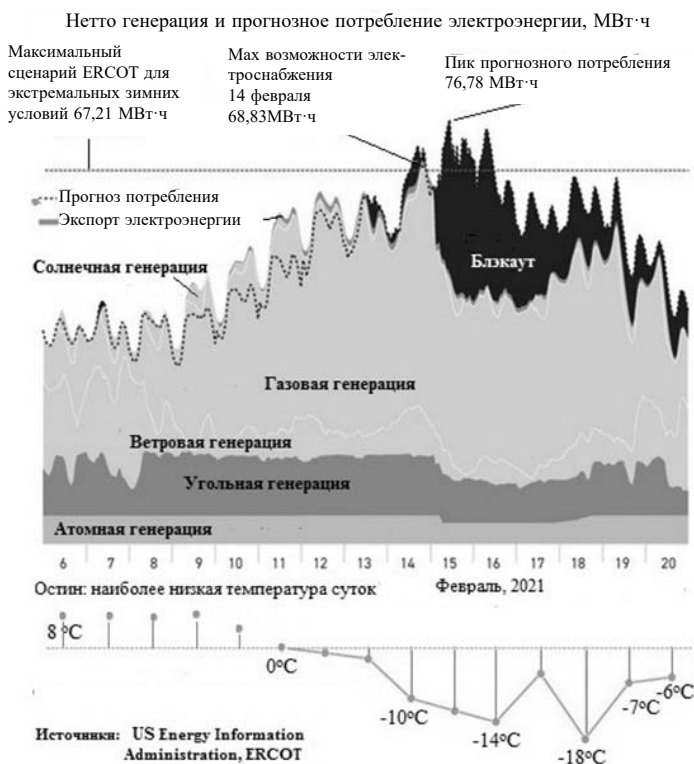 Нетто генерация и прогнозное потребление электроэнергии, МВт·ч
Максимальный
сценарий ERCOT для
экстремальных зимних
условий 67,21 МВт·ч
Max возможности элек-
троснабжения
14 февраля
68,83МВт·ч
Пик прогнозного потребления
76,78 МВт·ч
Прогноз потребления
Экспорт электроэнергии
Солнечная генерация
Блэкаут
Газовая генерация
Ветровая генерация
Угольная генерация
Атомная генерация
6 7 8 9 10 11 12 13 14 15 16 17 18 19 20
Остин: наиболее низкая температура суток
Февраль, 2021
8°C
0°C
-10°C
-14°C
-18°C
-7°C
-6°C
Источники: US Energy Information
Administration, ERCOT